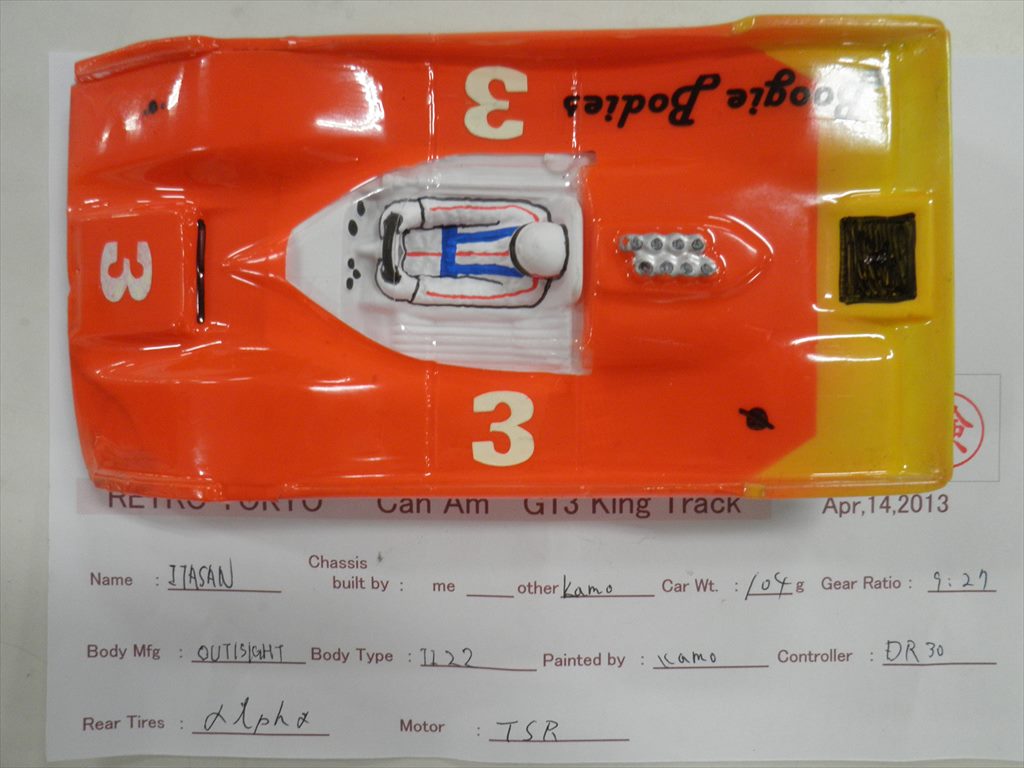 3
Boogie Bodies
3
3
RETRO TOKYO Can Am GT3 King Track Apr,14,2013
Name : ITASAN Chassis built by : me other Kamo Car Wt. : 104 g Gear Ratio : 9:27
Body Mfg : OUTISIGHT Body Type : Painted by : Kamo Controller : DR30
Rear Tires : alpha Motor : TSR